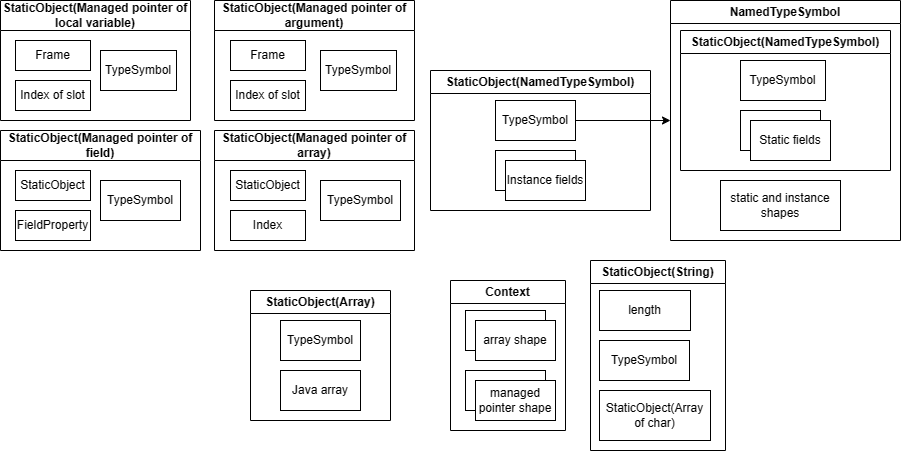 StaticObject(Managed pointer of
local variable)
Frame
Index of slot
TypeSymbol
StaticObject(Managed pointer of
argument)
Frame
Index of slot
TypeSymbol
StaticObject(NamedTypeSymbol)
TypeSymbol
Instance fields
NamedTypeSymbol
StaticObject(NamedTypeSymbol)
TypeSymbol
Static fields
static and instance
shapes
StaticObject(Managed pointer of
field)
StaticObject
FieldProperty
TypeSymbol
StaticObject(Managed pointer of
array)
StaticObject
Index
TypeSymbol
StaticObject(Array)
TypeSymbol
Java array
Context
array shape
managed
pointer shape
StaticObject(String)
length
TypeSymbol
StaticObject(Array
of char)